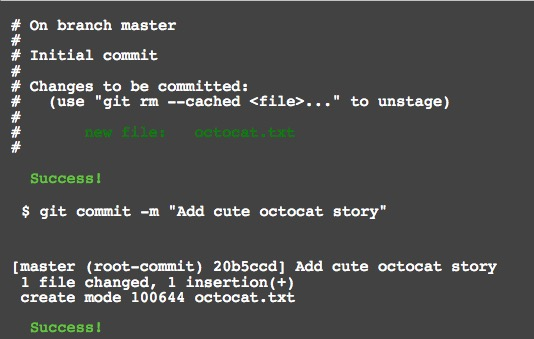 # On branch master
#
# Initial commit
#
# Changes to be committed:
#   (use "git rm --cached <file>..." to unstage)
#
#       new file:   octocat.txt
#
Success!
$ git commit -m "Add cute octocat story"
[master (root-commit) 20b5ccd] Add cute octocat story
1 file changed, 1 insertion(+)
create mode 100644 octocat.txt
Success!